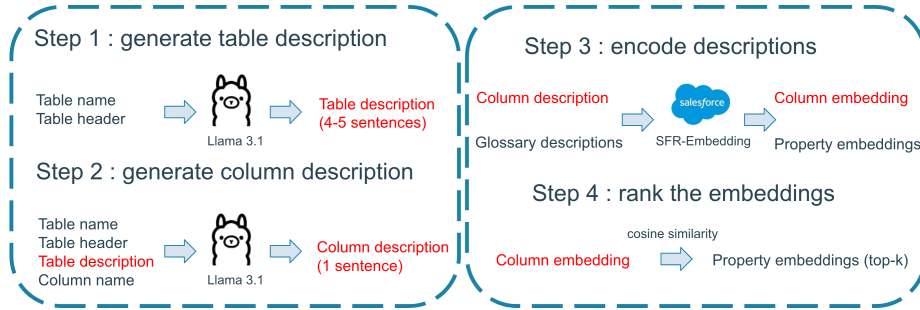 Step 1 : generate table description
Table name
Table header
Llama 3.1
Table description
(4-5 sentences)
Step 2 : generate column description
Table name
Table header
Table description
Column name
Llama 3.1
Column description
(1 sentence)
Step 3 : encode descriptions
Column description
Glossary descriptions
salesforce
SFR-Embedding
Column embedding
Property embeddings
Step 4 : rank the embeddings
cosine similarity
Column embedding
Property embeddings (top-k)